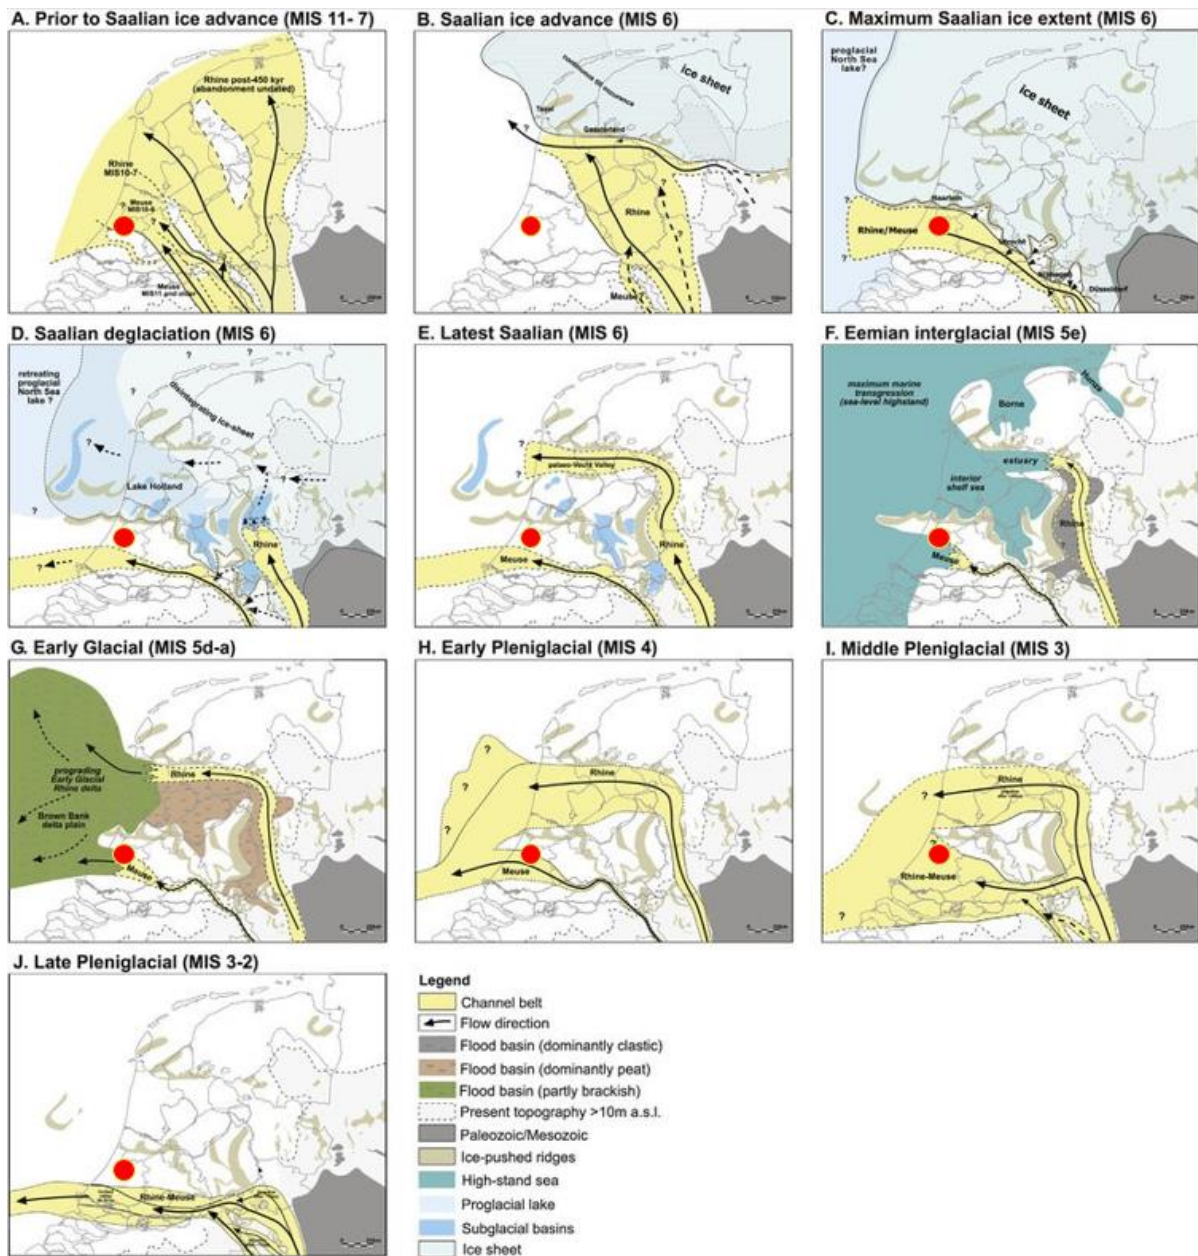 A. Prior to Saalian ice advance (MIS 11- 7)
Rhine post-450 kyr
(abandonment undated)
Rhine
MIS10-7
?
Meuse
Meuse
MIS11 and older
B. Saalian ice advance (MIS 6)
continuous till occurence
ice sheet
Texel
?
Gaasterland
?
Rhine
Meuse
C. Maximum Saalian ice extent (MIS 6)
proglacial
North Sea
lake?
ice sheet
?
Haarlem
Rhine/Meuse
Utrecht
?
Düsseldorf
D. Saalian deglaciation (MIS 6)
?
?
retreating
proglacial
North Sea
lake ?
?
disintegrating ice-sheet
?
?
?
Lake Holland
?
Rhine
?
E. Latest Saalian (MIS 6)
?
palaeo-Vecht Valley
?
Rhine
Meuse
F. Eemian interglacial (MIS 5e)
maximum marine
transgression
(sea-level highstand)
Hunze
Borne
estuary
interior
shelf sea
Rhine
Meuse
?
G. Early Glacial (MIS 5d-a)
Rhine
prograding
Early Glacial
Rhine delta
Brown Bank
delta plain
Meuse
H. Early Pleniglacial (MIS 4)
?
Rhine
?
?
Meuse
I. Middle Pleniglacial (MIS 3)
Rhine
?
?
Rhine-Meuse
?
J. Late Pleniglacial (MIS 3-2)
Rhine-Meuse
Legend
Channel belt
Flow direction
Flood basin (dominantly clastic)
Flood basin (dominantly peat)
Flood basin (partly brackish)
Present topography >10m a.s.l.
Paleozoic/Mesozoic
Ice-pushed ridges
High-stand sea
Proglacial lake
Subglacial basins
Ice sheet